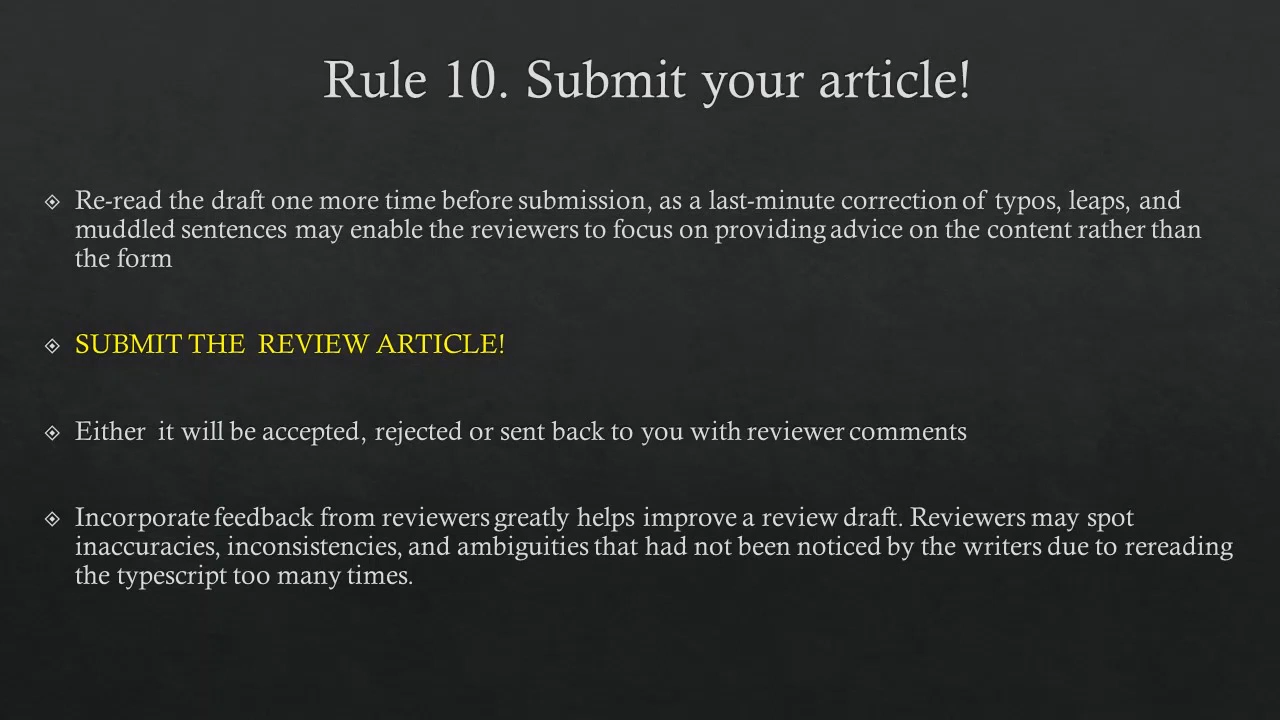 Rule 10. Submit your article!
Re-read the draft one more time before submission, as a last-minute correction of typos, leaps, and
muddled sentences may enable the reviewers to focus on providing advice on the content rather than
the form
SUBMIT THE REVIEW ARTICLE!
Either it will be accepted, rejected or sent back to you with reviewer comments
Incorporate feedback from reviewers greatly helps improve a review draft. Reviewers may spot
inaccuracies, inconsistencies, and ambiguities that had not been noticed by the writers due to rereading
the typescript too many times.